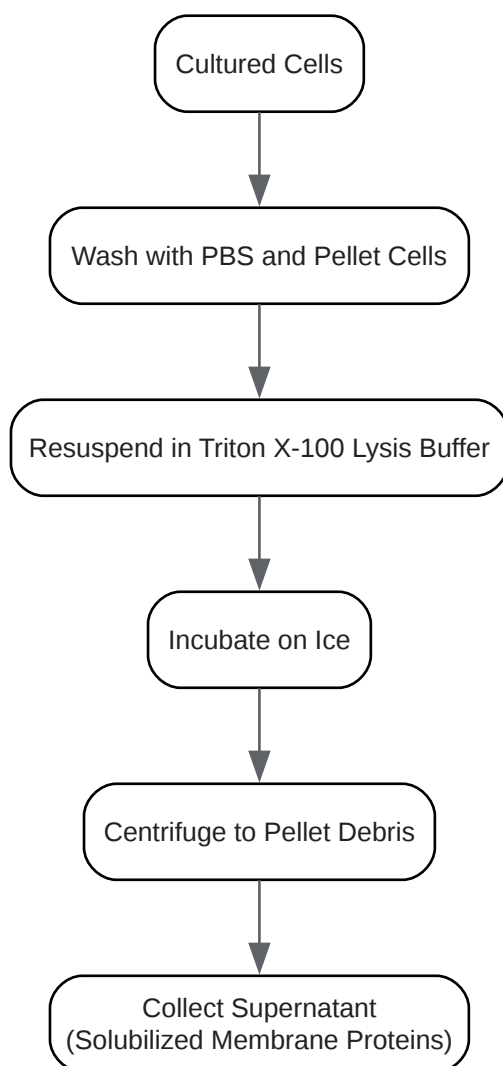 Cultured Cells
Wash with PBS and Pellet Cells
Resuspend in Triton X-100 Lysis Buffer
Incubate on Ice
Centrifuge to Pellet Debris
Collect Supernatant
(Solubilized Membrane Proteins)